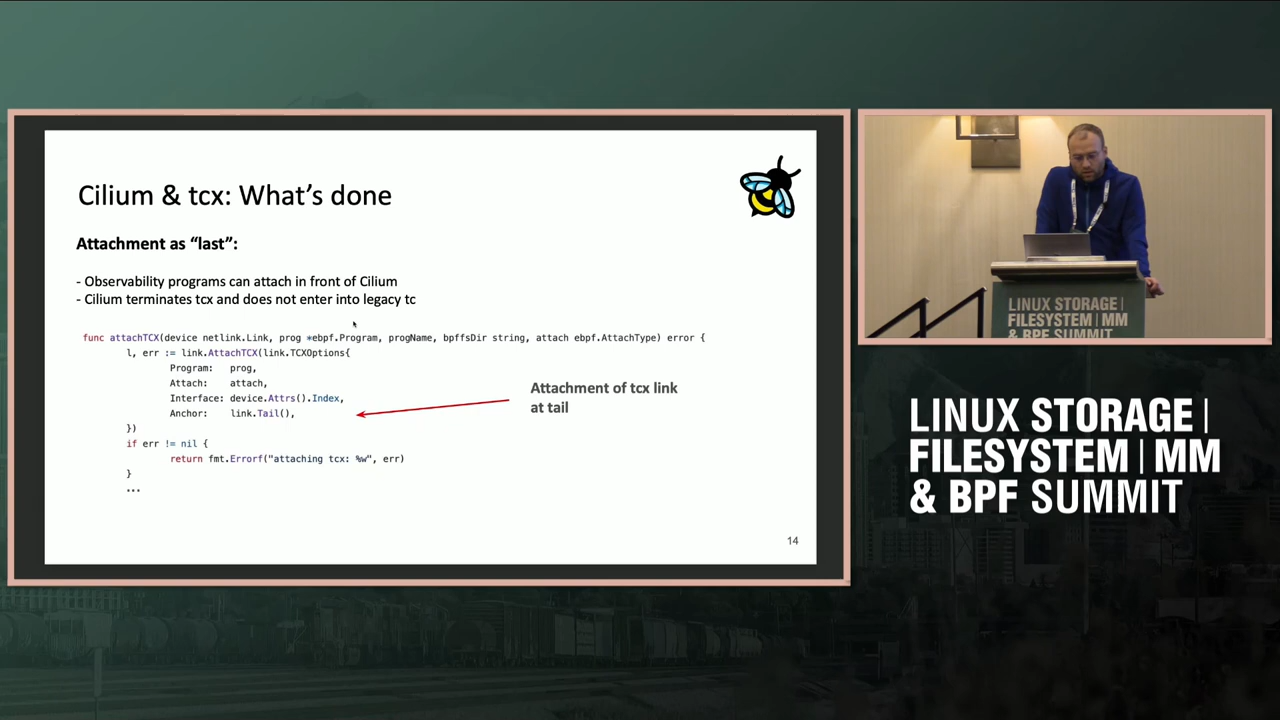 Cilium & tcx: What's done
Attachment as “last”:
- Observability programs can attach in front of Cilium
- Cilium terminates tcx and does not enter into legacy tc
func attachTCX(device netlink.Link, prog *ebpf.Program, progName, bpffsDir string, attach ebpf.AttachType) error {
l, err := link.AttachTCX(link.TCXOptions{
Program: prog,
Attach: attach,
Interface: device.Attrs().Index,
Anchor: link.Tail(),
})
if err != nil {
return fmt.Errorf("attaching tcx: %w", err)
}
...
Attachment of tcx link
at tail
14
LINUX STORAGE |
FILESYSTEM | MM
& BPF SUMMIT
LINUX STORAGE |
FILESYSTEM | MM
& BPF SUMMIT